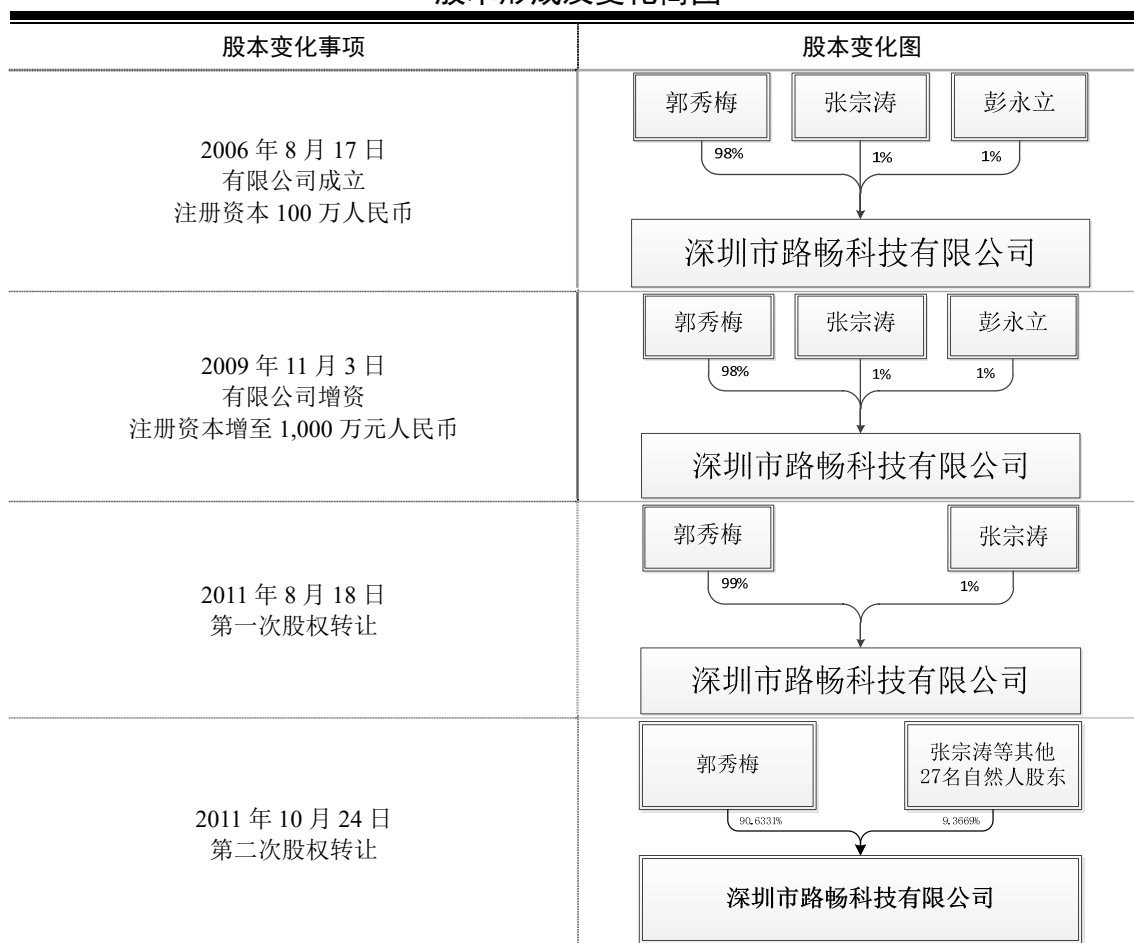 股本形成及变化简图
股本变化事项
股本变化图
2006 年 8 月 17 日
有限公司成立
注册资本 100 万人民币
郭秀梅
张宗涛
彭永立
98%
1%
1%
深圳市路畅科技有限公司
2009 年 11 月 3 日
有限公司增资
注册资本增至 1,000 万元人民币
郭秀梅
张宗涛
彭永立
98%
1%
1%
深圳市路畅科技有限公司
2011 年 8 月 18 日
第一次股权转让
郭秀梅
张宗涛
99%
1%
深圳市路畅科技有限公司
2011 年 10 月 24 日
第二次股权转让
郭秀梅
张宗涛等其他
27名自然人股东
90.6331%
9.3669%
深圳市路畅科技有限公司